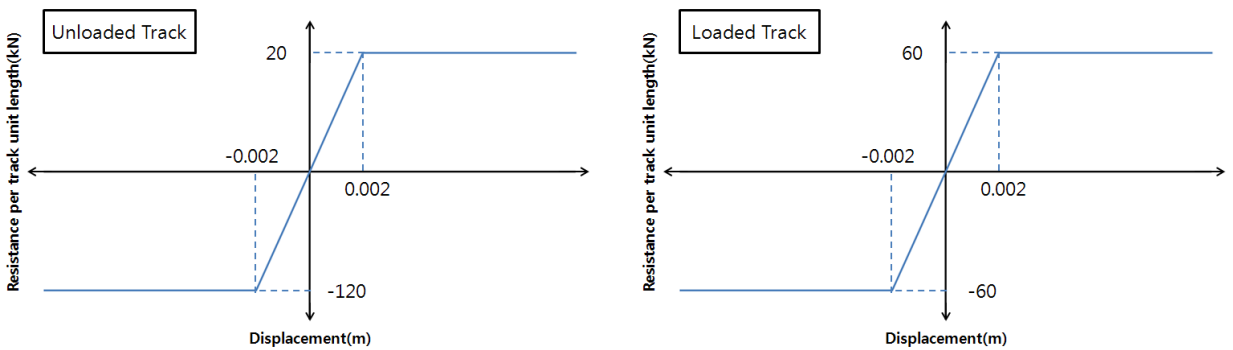 Unloaded Track
Resistance per track unit length(kN)
20
-0.002
0.002
-120
Displacement(m)
Loaded Track
Resistance per track unit length(kN)
60
-0.002
0.002
-60
Displacement(m)